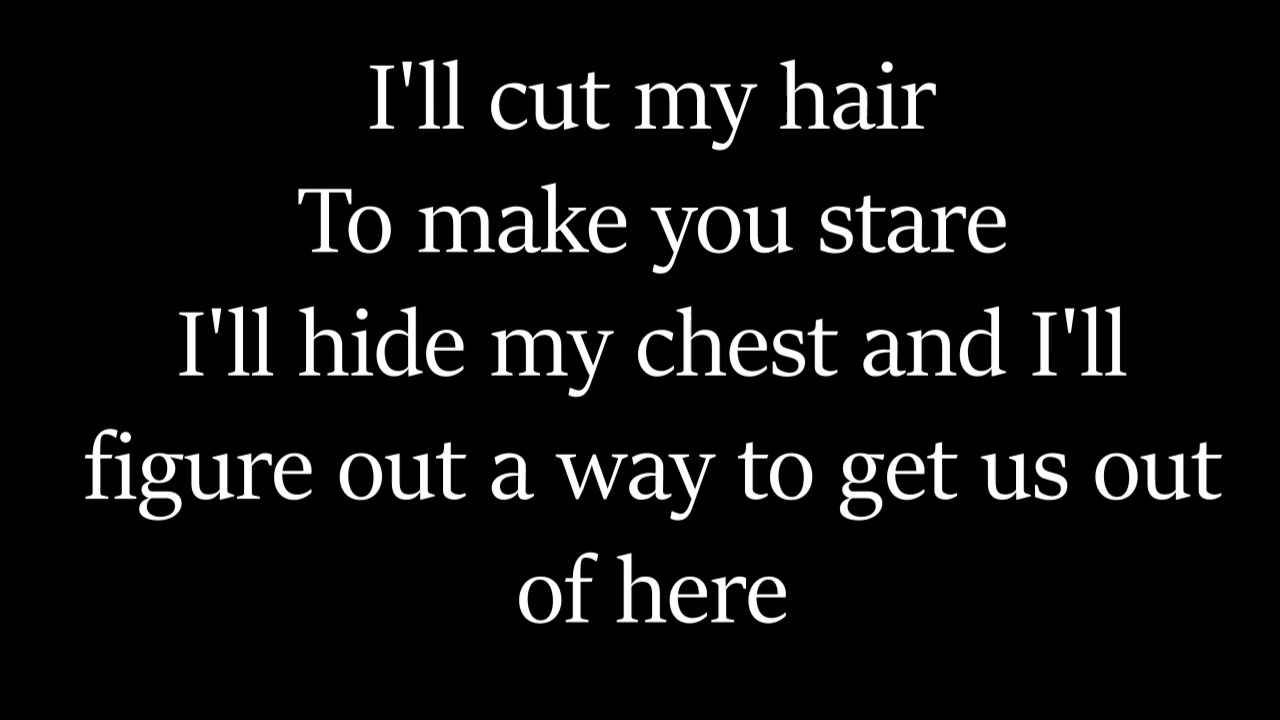 I'll cut my hair
To make you stare
I'll hide my chest and I'll
figure out a way to get us out
of here